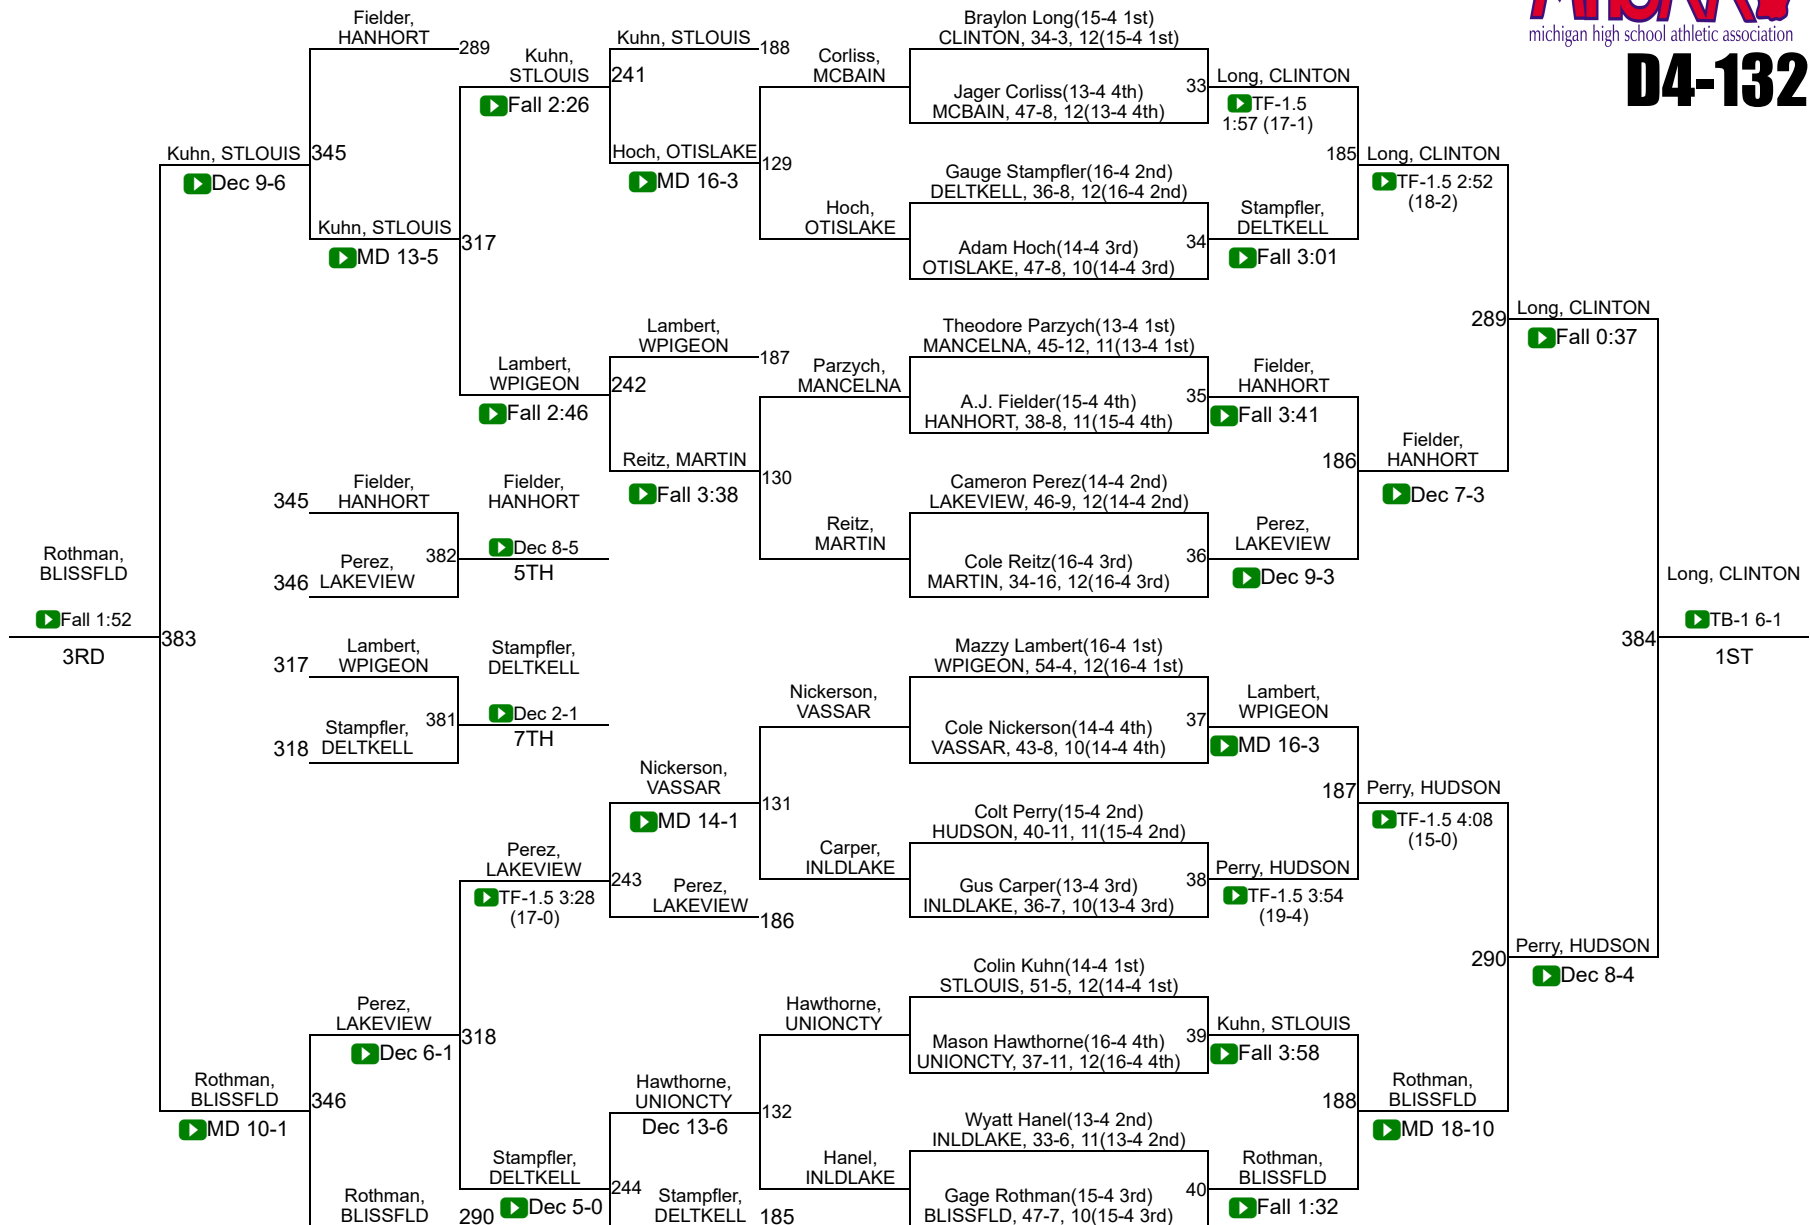 michigan high school athletic association
D4-132
Fielder,
HANHORT
289
Kuhn,
STLOUIS
241
Fall 2:26
Kuhn, STLOUIS
188
Corliss,
MCBAIN
Braylon Long(15-4 1st)
CLINTON, 34-3, 12(15-4 1st)
Jager Corliss(13-4 4th)
MCBAIN, 47-8, 12(13-4 4th)
33
Long, CLINTON
TF-1.5
1:57 (17-1)
Kuhn, STLOUIS
345
Dec 9-6
Hoch, OTISLAKE
129
MD 16-3
185
Long, CLINTON
TF-1.5 2:52
(18-2)
Gauge Stampfler(16-4 2nd)
DELTKELL, 36-8, 12(16-4 2nd)
Hoch,
OTISLAKE
Adam Hoch(14-4 3rd)
OTISLAKE, 47-8, 10(14-4 3rd)
34
Stampfler,
DELTKELL
Fall 3:01
Kuhn, STLOUIS
317
MD 13-5
289
Long, CLINTON
Fall 0:37
Lambert,
WPIGEON
187
Theodore Parzych(13-4 1st)
MANCELNA, 45-12, 11(13-4 1st)
Lambert,
WPIGEON
242
Fall 2:46
Parzych,
MANCELNA
A.J. Fielder(15-4 4th)
HANHORT, 38-8, 11(15-4 4th)
35
Fielder,
HANHORT
Fall 3:41
Reitz, MARTIN
130
Fall 3:38
186
Fielder,
HANHORT
Dec 7-3
345
Fielder,
HANHORT
Fielder,
HANHORT
Cameron Perez(14-4 2nd)
LAKEVIEW, 46-9, 12(14-4 2nd)
Reitz,
MARTIN
Cole Reitz(16-4 3rd)
MARTIN, 34-16, 12(16-4 3rd)
36
Perez,
LAKEVIEW
Dec 9-3
346
Perez,
LAKEVIEW
382
Dec 8-5
5TH
Rothman,
BLISSFLD
Fall 1:52
383
3RD
Long, CLINTON
384
TB-1 6-1
1ST
317
Lambert,
WPIGEON
Stampfler,
DELTKELL
318
Stampfler,
DELTKELL
381
Dec 2-1
7TH
Mazzy Lambert(16-4 1st)
WPIGEON, 54-4, 12(16-4 1st)
Nickerson,
VASSAR
Cole Nickerson(14-4 4th)
VASSAR, 43-8, 10(14-4 4th)
37
Lambert,
WPIGEON
MD 16-3
Nickerson,
VASSAR
131
MD 14-1
187
Perry, HUDSON
TF-1.5 4:08
(15-0)
Colt Perry(15-4 2nd)
HUDSON, 40-11, 11(15-4 2nd)
Carper,
INLDLAKE
Gus Carper(13-4 3rd)
INLDLAKE, 36-7, 10(13-4 3rd)
38
Perry, HUDSON
TF-1.5 3:54
(19-4)
Perez,
LAKEVIEW
243
TF-1.5 3:28
(17-0)
Perez,
LAKEVIEW
186
290
Perry, HUDSON
Dec 8-4
Colin Kuhn(14-4 1st)
STLOUIS, 51-5, 12(14-4 1st)
Hawthorne,
UNIONCTY
Mason Hawthorne(16-4 4th)
UNIONCTY, 37-11, 12(16-4 4th)
39
Kuhn, STLOUIS
Fall 3:58
Perez,
LAKEVIEW
318
Dec 6-1
Rothman,
BLISSFLD
346
MD 10-1
Hawthorne,
UNIONCTY
132
Dec 13-6
188
Rothman,
BLISSFLD
MD 18-10
Wyatt Hanel(13-4 2nd)
INLDLAKE, 33-6, 11(13-4 2nd)
Hanel,
INLDLAKE
Gage Rothman(15-4 3rd)
BLISSFLD, 47-7, 10(15-4 3rd)
40
Rothman,
BLISSFLD
Fall 1:32
Stampfler,
DELTKELL
244
Dec 5-0
Rothman,
BLISSFLD
290
Stampfler,
DELTKELL
185